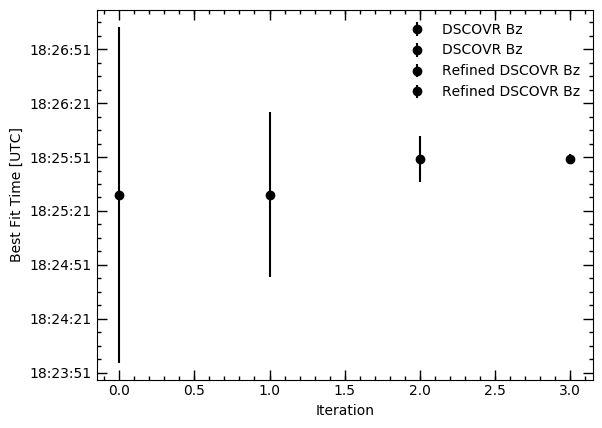 DSCOVR Bz
DSCOVR Bz
Refined DSCOVR Bz
Refined DSCOVR Bz
Best Fit Time [UTC]
18:26:51
18:26:21
18:25:51
18:25:21
18:24:51
18:24:21
18:23:51
0.0 0.5 1.0 1.5 2.0 2.5 3.0
Iteration